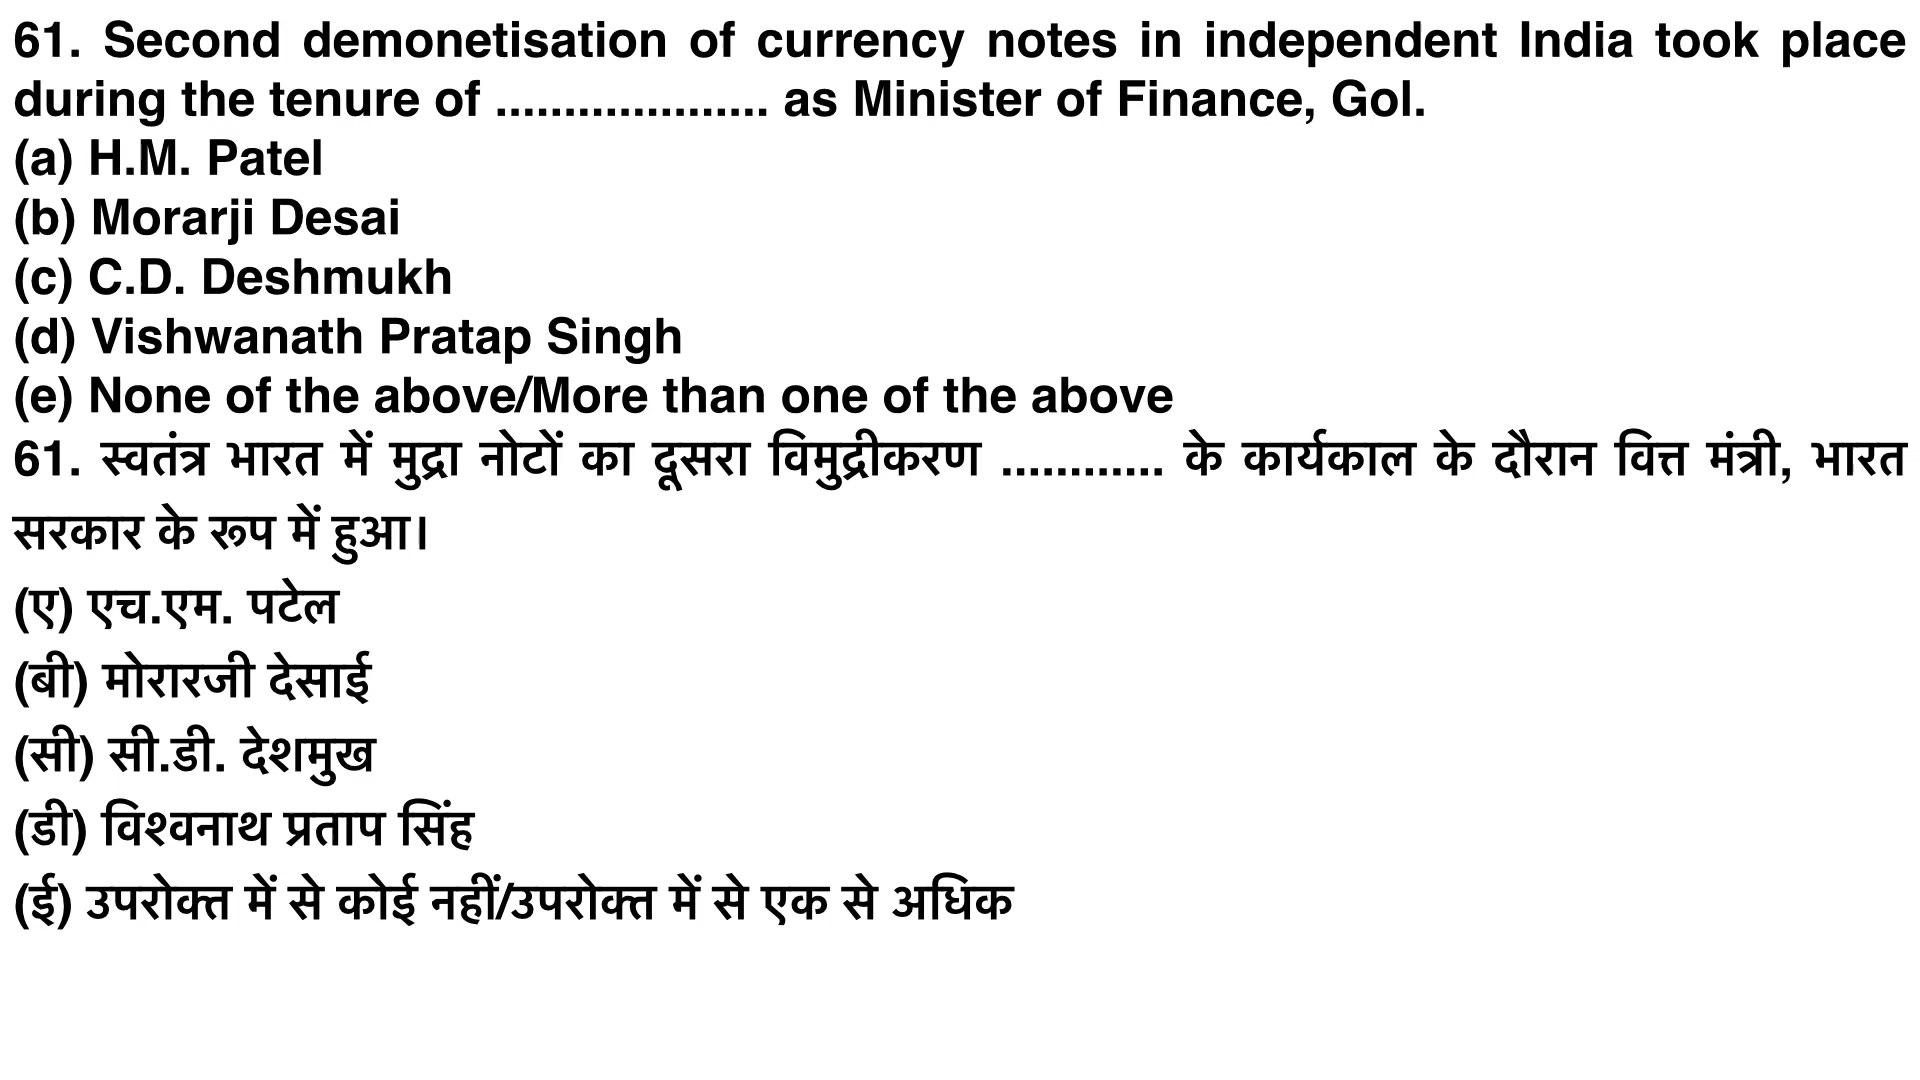 61. Second demonetisation of currency notes in independent India took place
during the tenure of .................... as Minister of Finance, GoI.
(a) H.M. Patel
(b) Morarji Desai
(c) C.D. Deshmukh
(d) Vishwanath Pratap Singh
(e) None of the above/More than one of the above
61. स्वतंत्र भारत में मुद्रा नोटों का दूसरा विमुद्रीकरण ............ के कार्यकाल के दौरान वित्त मंत्री, भारत
सरकार के रूप में हुआ।
(ए) एच.एम. पटेल
(बी) मोरारजी देसाई
(सी) सी.डी. देशमुख
(डी) विश्वनाथ प्रताप सिंह
(ई) उपरोक्त में से कोई नहीं/उपरोक्त में से एक से अधिक